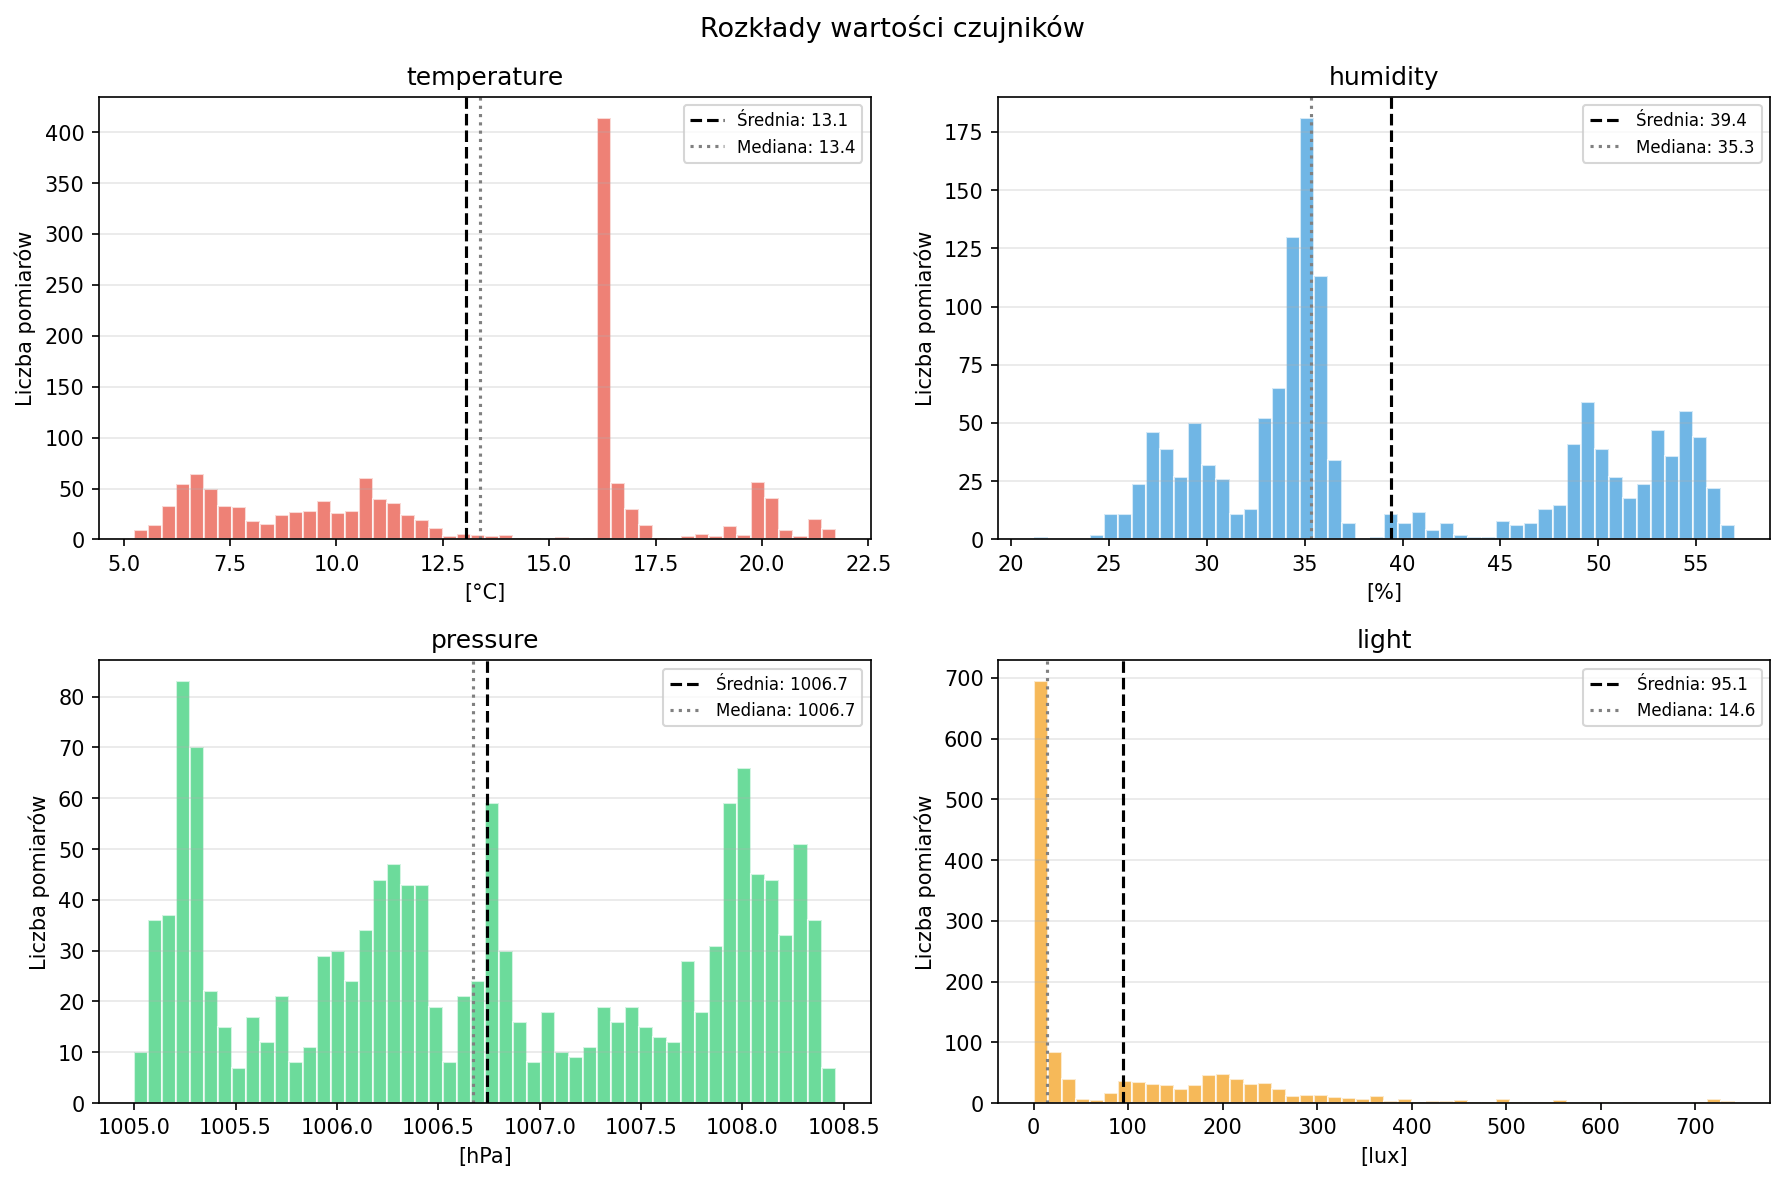 Rozkłady wartości czujników
temperature
Liczba pomiarów
400
350
300
250
200
150
100
50
0
Średnia: 13.1
Mediana: 13.4
5.0 7.5 10.0 12.5 15.0 17.5 20.0 22.5
[°C]
humidity
Liczba pomiarów
175
150
125
100
75
50
25
0
Średnia: 39.4
Mediana: 35.3
20 25 30 35 40 45 50 55
[%]
pressure
Liczba pomiarów
80
70
60
50
40
30
20
10
0
Średnia: 1006.7
Mediana: 1006.7
1005.0 1005.5 1006.0 1006.5 1007.0 1007.5 1008.0 1008.5
[hPa]
light
Liczba pomiarów
700
600
500
400
300
200
100
0
Średnia: 95.1
Mediana: 14.6
0 100 200 300 400 500 600 700
[lux]